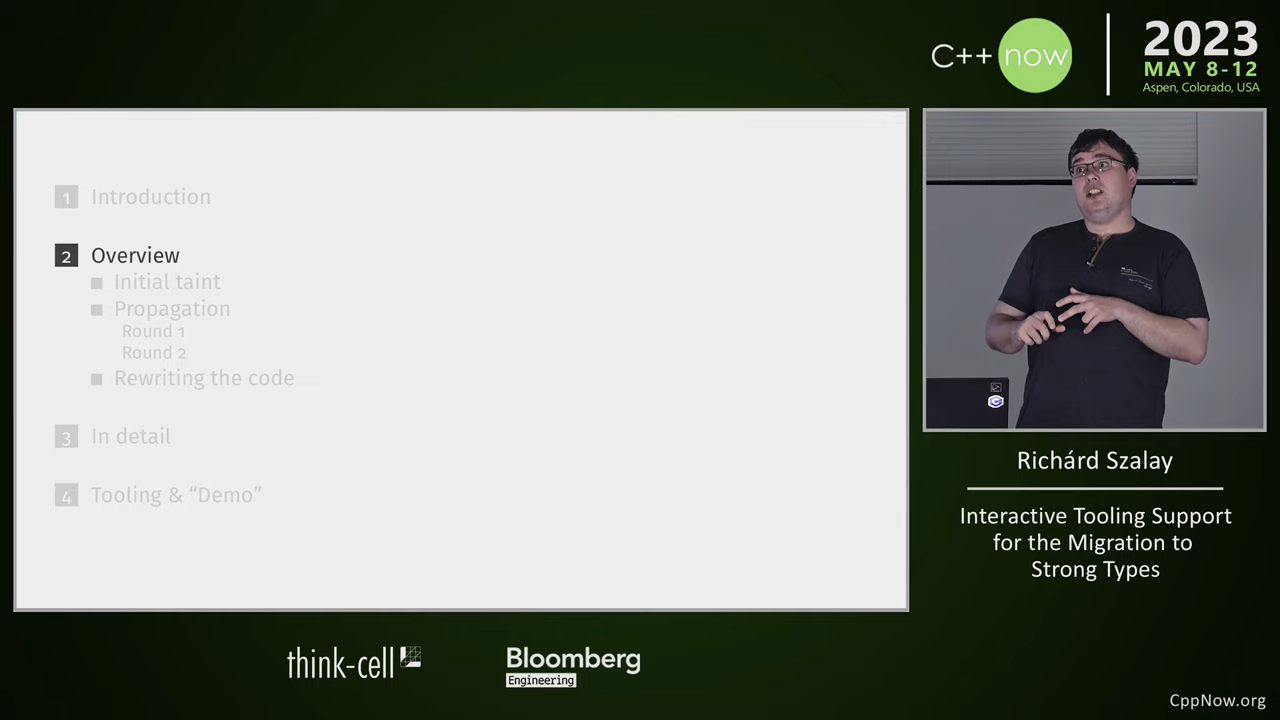 C++ now
2023
MAY 8-12
Aspen, Colorado, USA
1 Introduction
2 Overview
Initial taint
Propagation
Round 1
Round 2
Rewriting the code
3 In detail
4 Tooling & “Demo”
Richárd Szalay
Interactive Tooling Support
for the Migration to
Strong Types
think-cell
Bloomberg
Engineering
CppNow.org